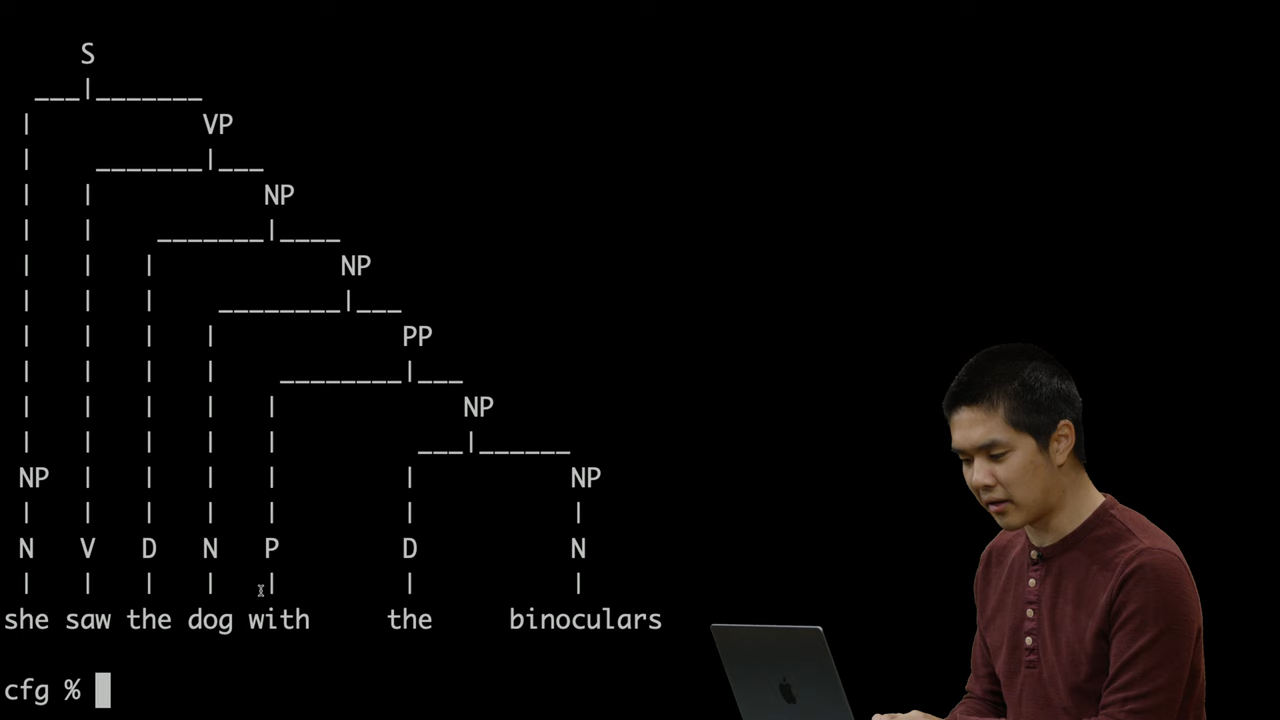 S
VP
NP
NP
PP
NP
NP NP
N V D N P D N
she saw the dog with the binoculars
cfg %